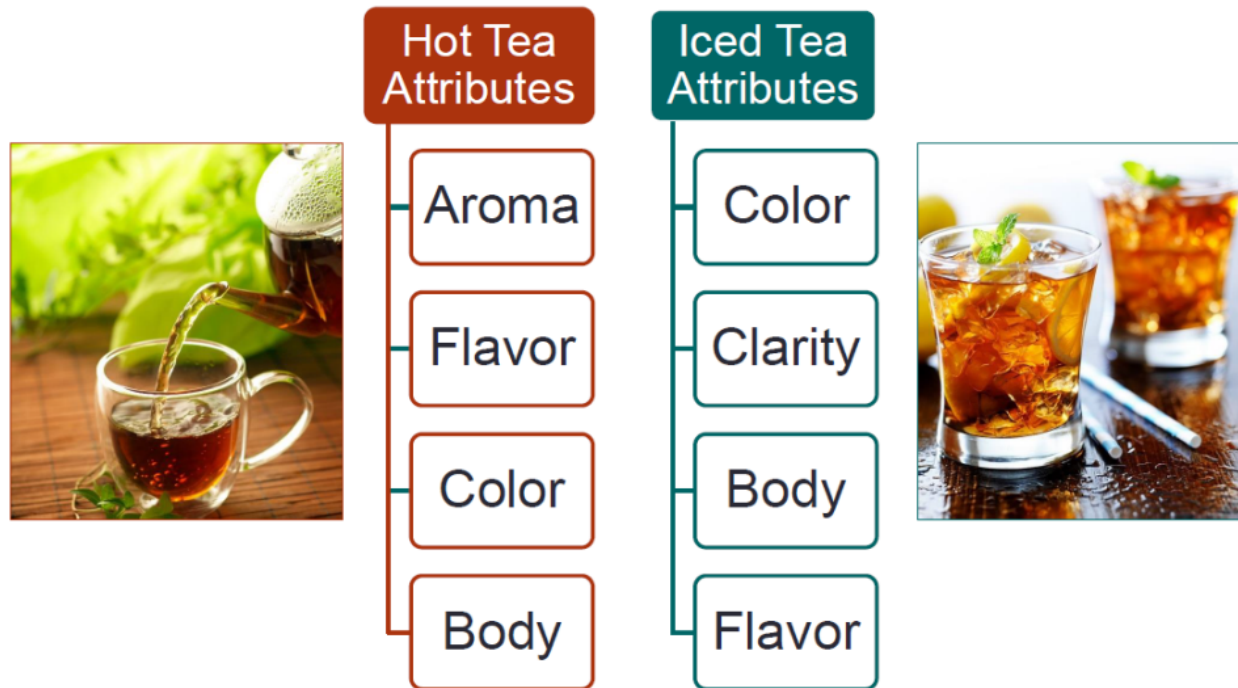 Hot Tea
Attributes
Aroma
Flavor
Color
Body
Iced Tea
Attributes
Color
Clarity
Body
Flavor